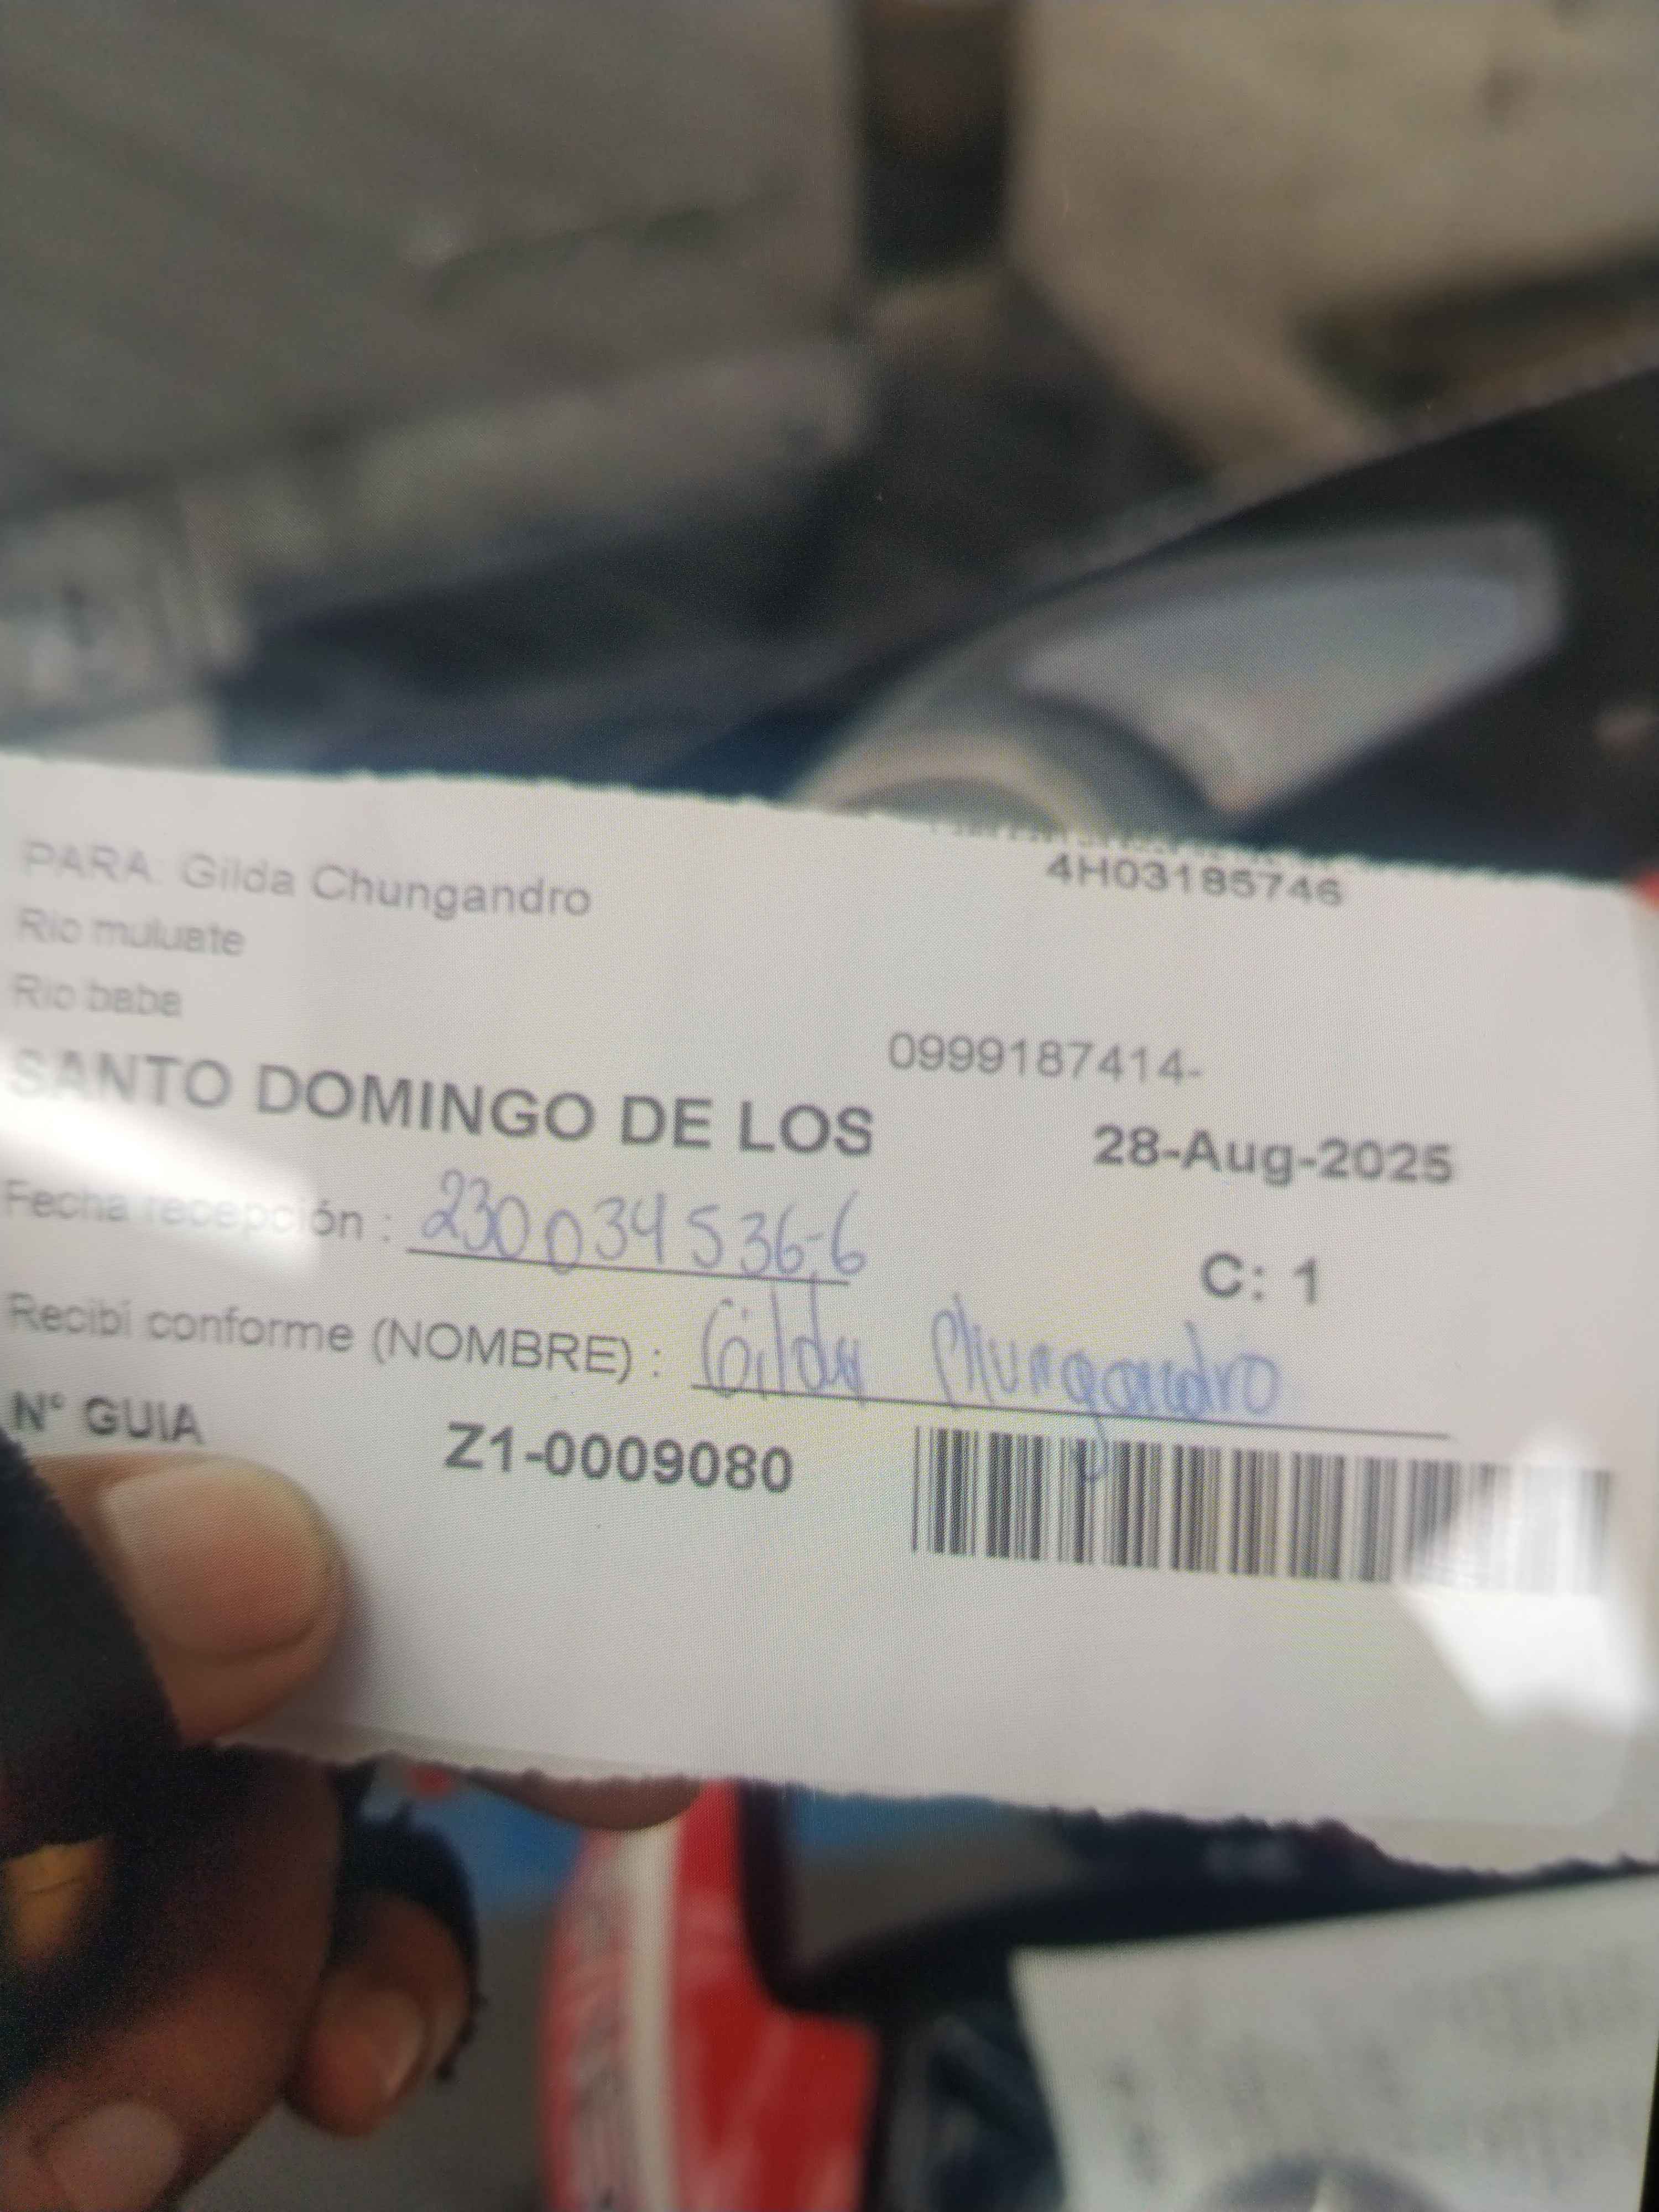 PARA: Gilda Chungandro
4H03185746
Rio muluate
Rio baba
0999187414-
SANTO DOMINGO DE LOS
28-Aug-2025
Fecha recepción : 230034536-6
C: 1
Recibí conforme (NOMBRE) : Gilda Chungandro
N° GUIA Z1-0009080